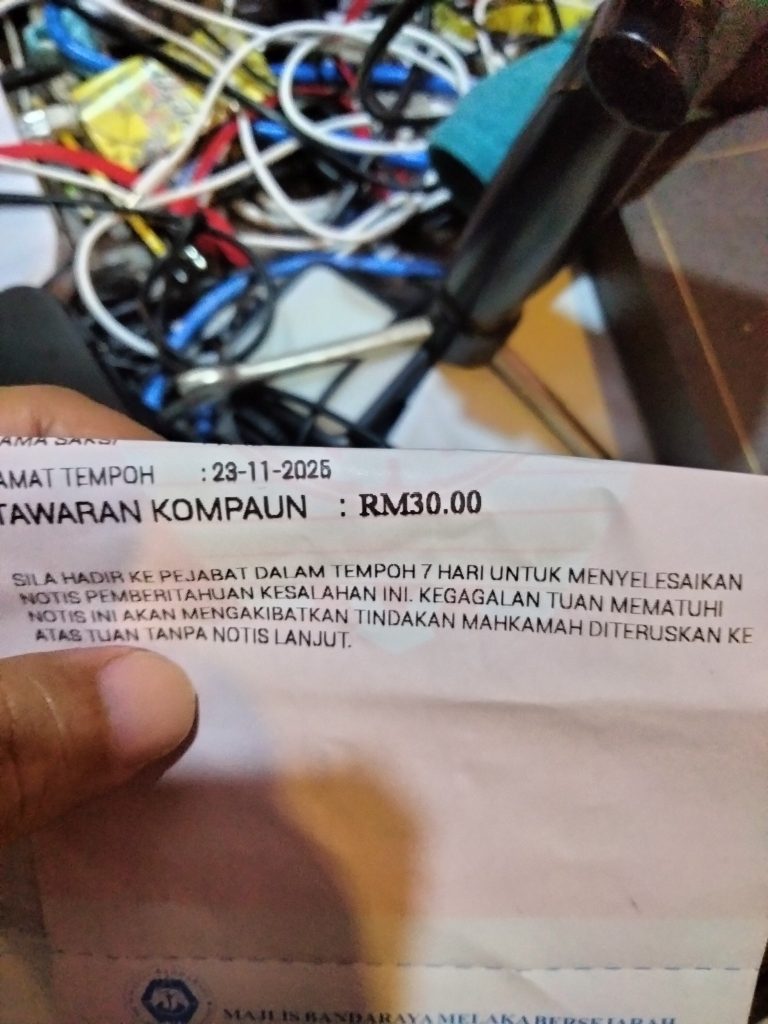 AMA SAKSI
AMAT TEMPOH : 23-11-2025
TAWARAN KOMPAUN : RM30.00
SILA HADIR KE PEJABAT DALAM TEMPOH 7 HARI UNTUK MENYELESAIKAN
NOTIS PEMBERITAHUAN KESALAHAN INI. KEGAGALAN TUAN MEMATUHI
NOTIS INI AKAN MENGAKIBATKAN TINDAKAN MAHKAMAH DITERUSKAN KE
ATAS TUAN TANPA NOTIS LANJUT.
MAJLIS BANDARAYA MELAKA BERSEJARAH